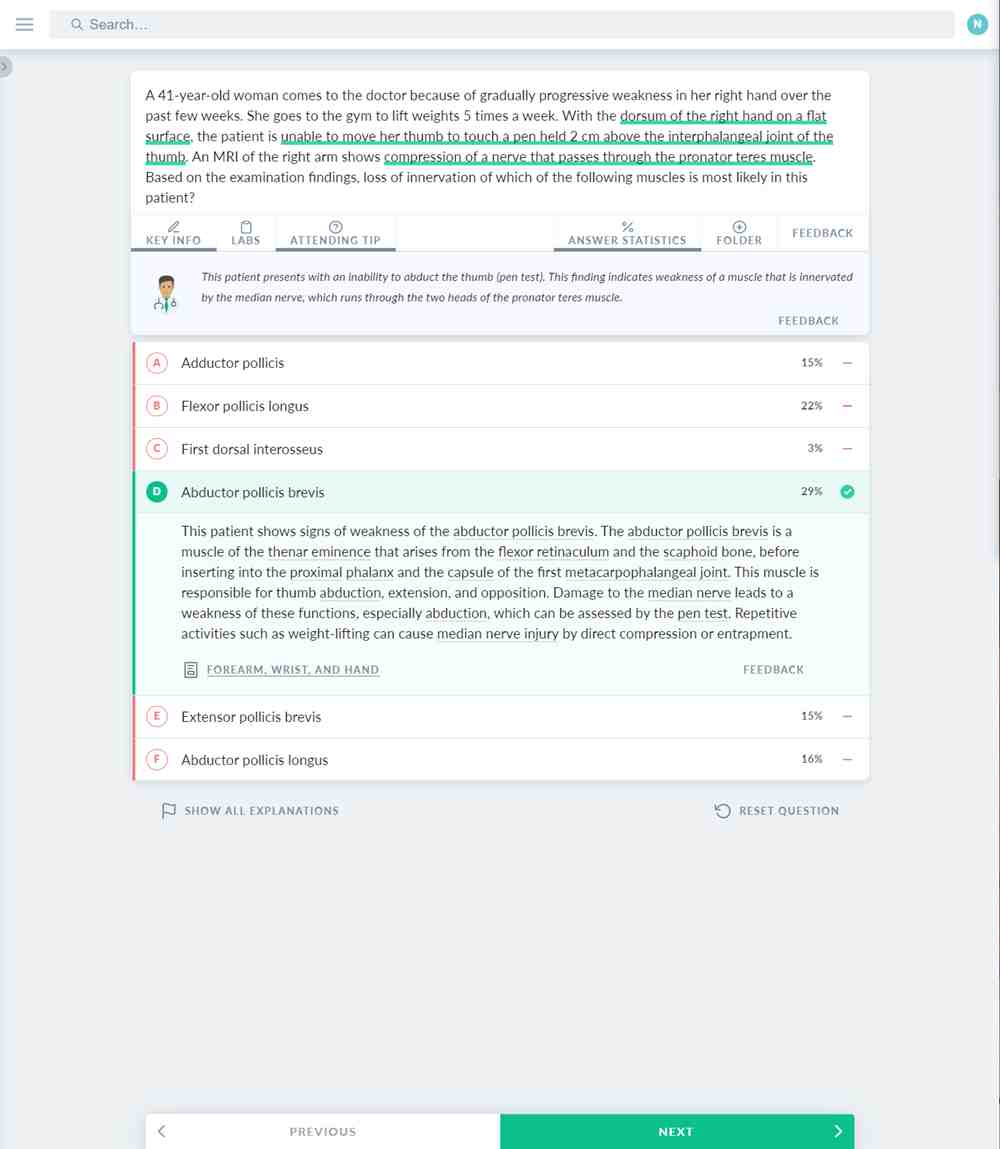 Search...
N
A 41-year-old woman comes to the doctor because of gradually progressive weakness in her right hand over the
past few weeks. She goes to the gym to lift weights 5 times a week. With the dorsum of the right hand on a flat
surface, the patient is unable to move her thumb to touch a pen held 2 cm above the interphalangeal joint of the
thumb. An MRI of the right arm shows compression of a nerve that passes through the pronator teres muscle.
Based on the examination findings, loss of innervation of which of the following muscles is most likely in this
patient?
KEY INFO LABS ATTENDING TIP ANSWER STATISTICS FOLDER FEEDBACK
This patient presents with an inability to abduct the thumb (pen test). This finding indicates weakness of a muscle that is innervated
by the median nerve, which runs through the two heads of the pronator teres muscle.
FEEDBACK
A Adductor pollicis 15%
B Flexor pollicis longus 22%
C First dorsal interosseus 3%
D Abductor pollicis brevis 29%
This patient shows signs of weakness of the abductor pollicis brevis. The abductor pollicis brevis is a
muscle of the thenar eminence that arises from the flexor retinaculum and the scaphoid bone, before
inserting into the proximal phalanx and the capsule of the first metacarpophalangeal joint. This muscle is
responsible for thumb abduction, extension, and opposition. Damage to the median nerve leads to a
weakness of these functions, especially abduction, which can be assessed by the pen test. Repetitive
activities such as weight-lifting can cause median nerve injury by direct compression or entrapment.
FOREARM, WRIST, AND HAND FEEDBACK
E Extensor pollicis brevis 15%
F Abductor pollicis longus 16%
SHOW ALL EXPLANATIONS RESET QUESTION
PREVIOUS NEXT